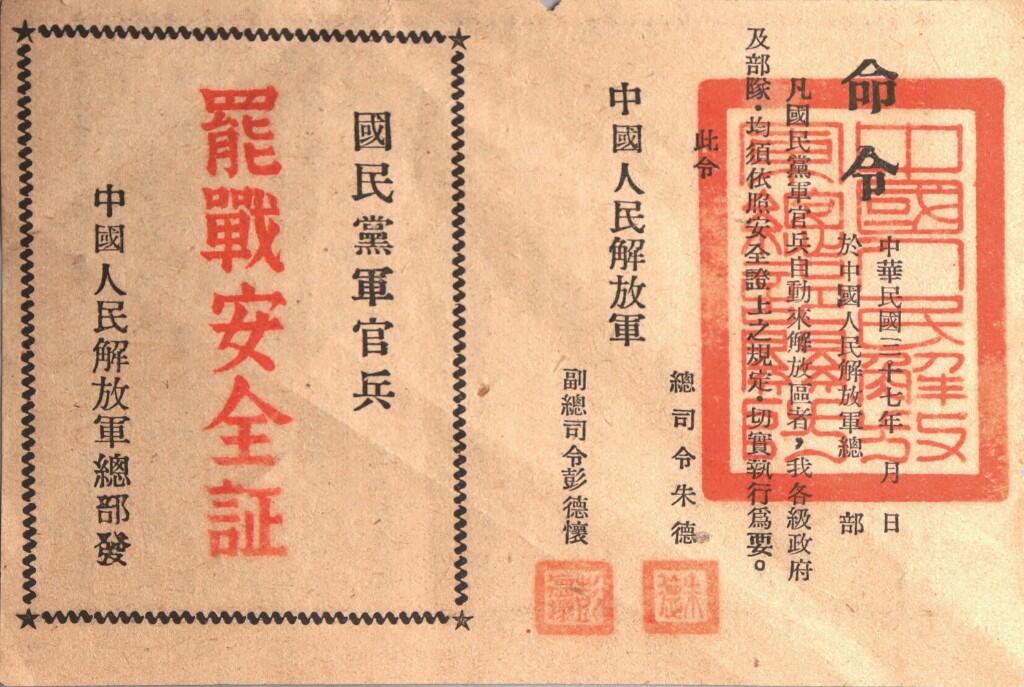 命令
中華民國三十七年 月 日
於中國人民解放軍總部
凡國民黨軍官兵自動來解放區者，我各級政府
及部隊·均須依照安全證上之規定·切實執行爲要。
此令
中國人民解放軍
總司令朱德
副總司令彭德懷
朱德
彭德懷
國民黨軍官兵
罷戰安全証
中國人民解放軍總部發